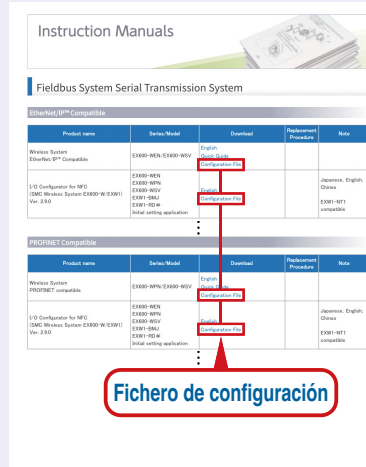 Instruction Manuals
Fieldbus System Serial Transmission System
EtherNet/IP™ Compatible
Product name Series/Model Download Replacement Procedure Note
Wireless System
EtherNet/IP™ Compatible
EX600-WEN/EX600-WSV
English
Quick Guide
Configuration File
I/O Configurator for NFC
(SMC Wireless System EX600-W/EXW1)
Ver. 2.9.0
EX600-WEN
EX600-WPN
EX600-WSV
EXW1-BMJ
EXW1-RD#
Initial setting application
English
Configuration File
Japanese, English,
Chines
EXW1-NT1
compatible
PROFINET Compatible
Product name Series/Model Download Replacement Procedure Note
Wireless System
PROFINET compatible
EX600-WPN/EX600-WSV
English
Quick Guide
Configuration File
I/O Configurator for NFC
(SMC Wireless System EX600-W/EXW1)
Ver. 2.9.0
EX600-WEN
EX600-WPN
EX600-WSV
EXW1-BMJ
EXW1-RD#
Initial setting application
English
Configuration File
Japanese, English,
Chines
EXW1-NT1
compatible
Fichero de configuración